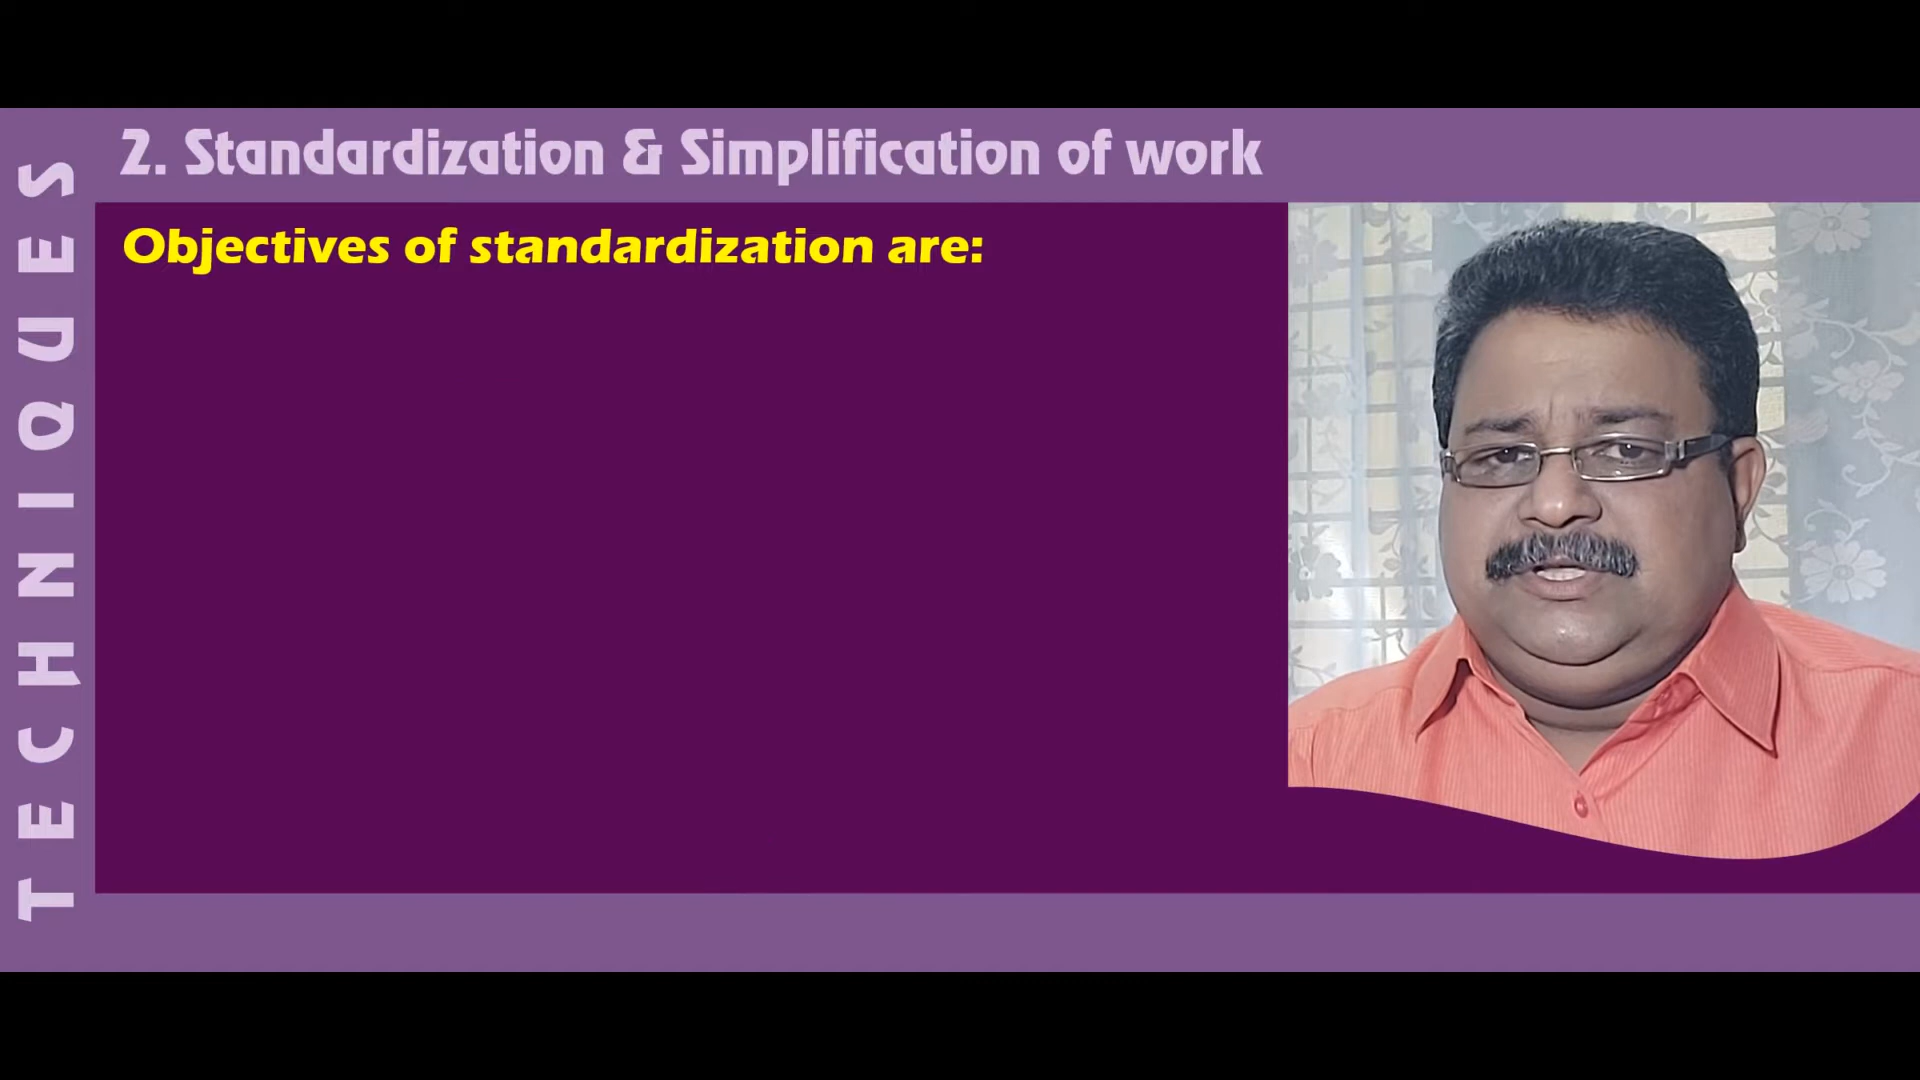 2. Standardization & Simplification of work
TECHNIQUES
Objectives of standardization are: